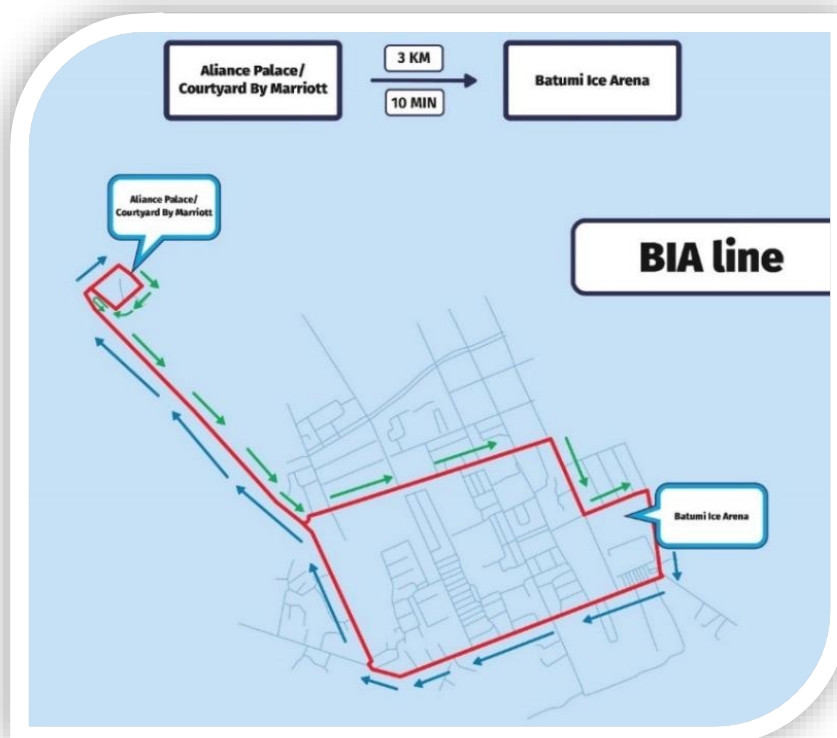 Aliance Palace/
Courtyard By Marriott
3 KM
10 MIN
Batumi Ice Arena
Aliance Palace/
Courtyard By Marriott
BIA line
Batumi Ice Arena